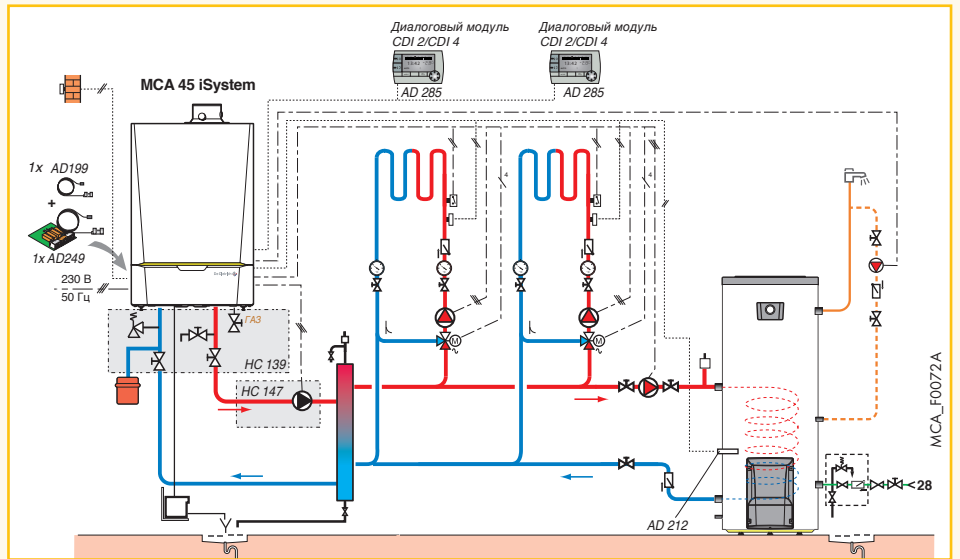 Диалоговый модуль
CDI 2/CDI 4
Диалоговый модуль
CDI 2/CDI 4
AD 285
AD 285
MCA 45 iSystem
1x AD199
+
1x AD249
230 В
50 Гц
ГАЗ
HC 139
HC 147
4
4
M
M
AD 212
28
MCA_F0072A